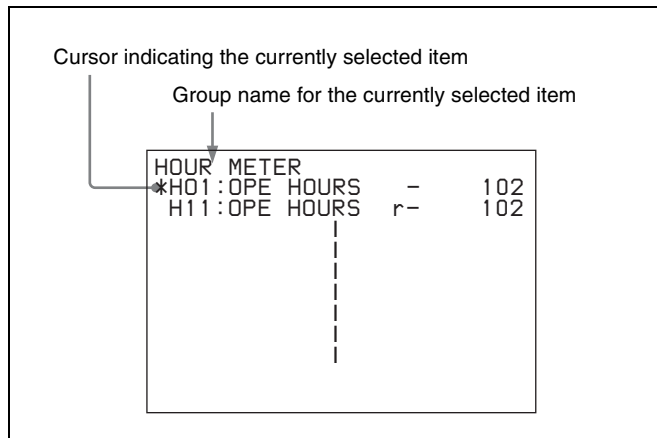 Cursor indicating the currently selected item
Group name for the currently selected item
HOUR METER
*H01:OPE HOURS - 102
H11:OPE HOURS r- 102